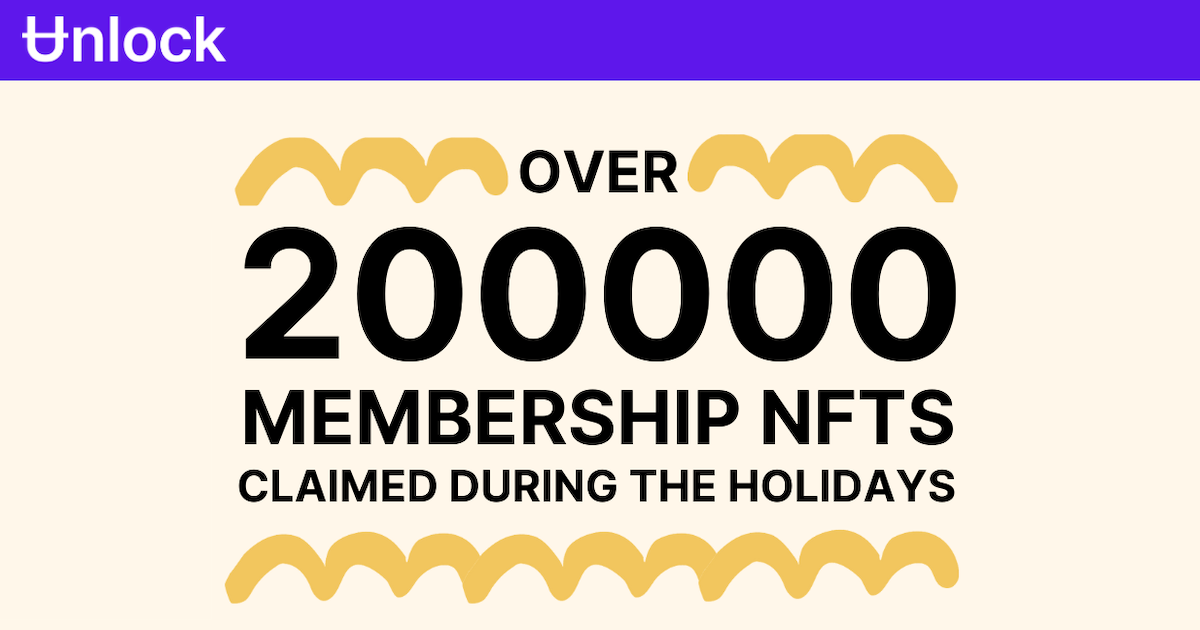 Unlock
OVER
200000
MEMBERSHIP NFTS
CLAIMED DURING THE HOLIDAYS